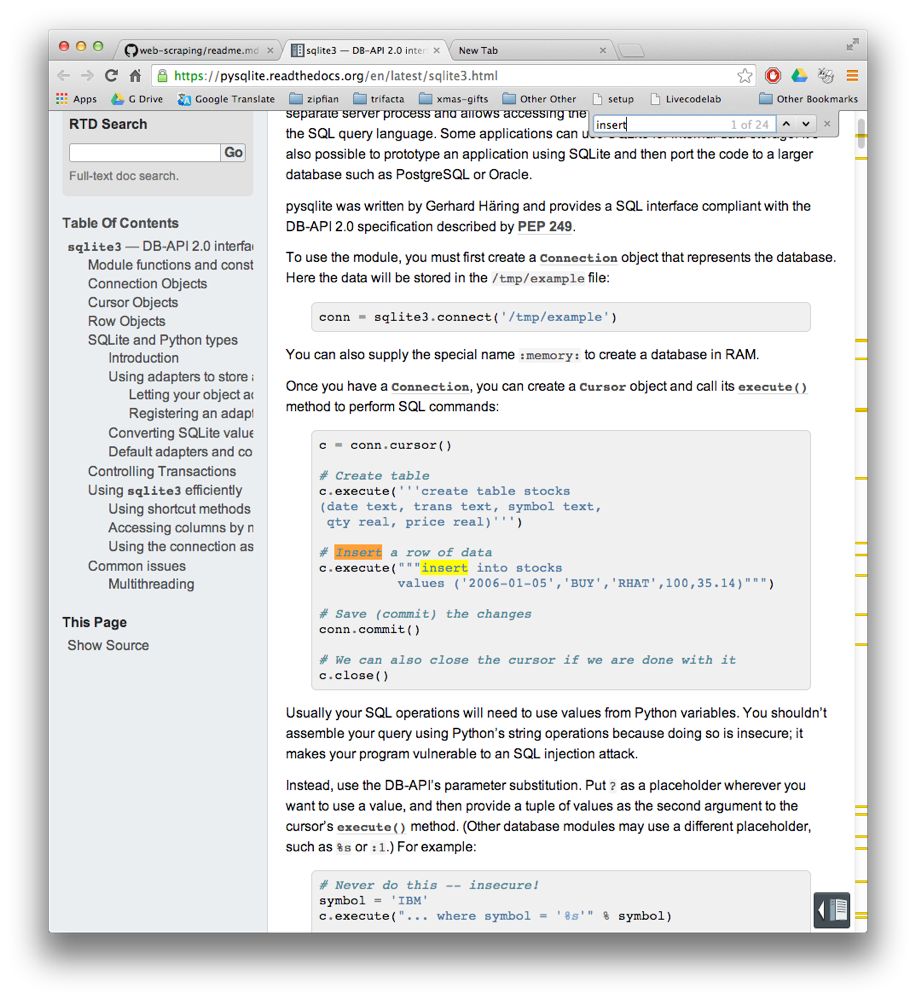 web-scraping/readme.md
sqlite3 — DB-API 2.0 inter
New Tab
https://pysqlite.readthedocs.org/en/latest/sqlite3.html
Apps G Drive Google Translate zipfian trifacta xmas-gifts Other Other setup Livecodelab Other Bookmarks
insert 1 of 24
RTD Search
Go
Full-text doc search.
Table Of Contents
sqlite3 — DB-API 2.0 interfa
Module functions and const
Connection Objects
Cursor Objects
Row Objects
SQLite and Python types
Introduction
Using adapters to store a
Letting your object ad
Registering an adapt
Converting SQLite value
Default adapters and co
Controlling Transactions
Using sqlite3 efficiently
Using shortcut methods
Accessing columns by n
Using the connection as
Common issues
Multithreading
This Page
Show Source
separate server process and allows accessing the
the SQL query language. Some applications can us
also possible to prototype an application using SQLite and then port the code to a larger
database such as PostgreSQL or Oracle.
pysqlite was written by Gerhard Häring and provides a SQL interface compliant with the
DB-API 2.0 specification described by PEP 249.
To use the module, you must first create a Connection object that represents the database.
Here the data will be stored in the /tmp/example file:
conn = sqlite3.connect('/tmp/example')
You can also supply the special name :memory: to create a database in RAM.
Once you have a Connection, you can create a Cursor object and call its execute()
method to perform SQL commands:
c = conn.cursor()
# Create table
c.execute('''create table stocks
(date text, trans text, symbol text,
qty real, price real)''')
# Insert a row of data
c.execute("""insert into stocks
values ('2006-01-05','BUY','RHAT',100,35.14)""")
# Save (commit) the changes
conn.commit()
# We can also close the cursor if we are done with it
c.close()
Usually your SQL operations will need to use values from Python variables. You shouldn't
assemble your query using Python's string operations because doing so is insecure; it
makes your program vulnerable to an SQL injection attack.
Instead, use the DB-API's parameter substitution. Put ? as a placeholder wherever you
want to use a value, and then provide a tuple of values as the second argument to the
cursor's execute() method. (Other database modules may use a different placeholder,
such as %s or :1.) For example:
# Never do this -- insecure!
symbol = 'IBM'
c.execute("... where symbol = '%s'" % symbol)